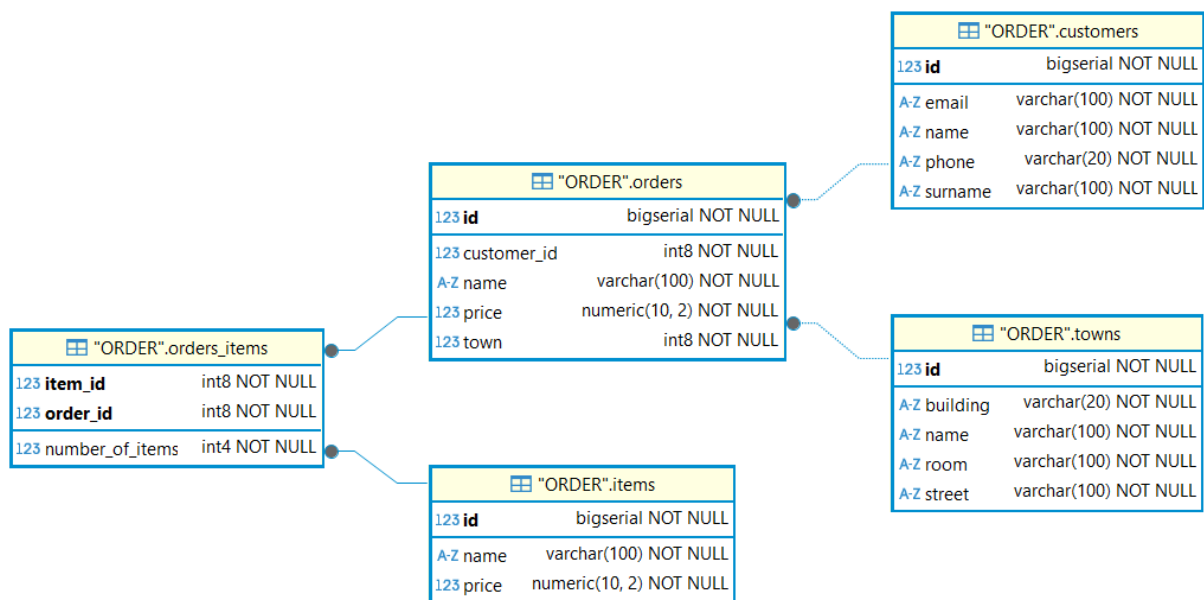 "ORDER".customers
123 id bigserial NOT NULL
A-Z email varchar(100) NOT NULL
A-Z name varchar(100) NOT NULL
A-Z phone varchar(20) NOT NULL
A-Z surname varchar(100) NOT NULL
"ORDER".orders
123 id bigserial NOT NULL
123 customer_id int8 NOT NULL
A-Z name varchar(100) NOT NULL
123 price numeric(10, 2) NOT NULL
123 town int8 NOT NULL
"ORDER".orders_items
123 item_id int8 NOT NULL
123 order_id int8 NOT NULL
123 number_of_items int4 NOT NULL
"ORDER".towns
123 id bigserial NOT NULL
A-Z building varchar(20) NOT NULL
A-Z name varchar(100) NOT NULL
A-Z room varchar(100) NOT NULL
A-Z street varchar(100) NOT NULL
"ORDER".items
123 id bigserial NOT NULL
A-Z name varchar(100) NOT NULL
123 price numeric(10, 2) NOT NULL